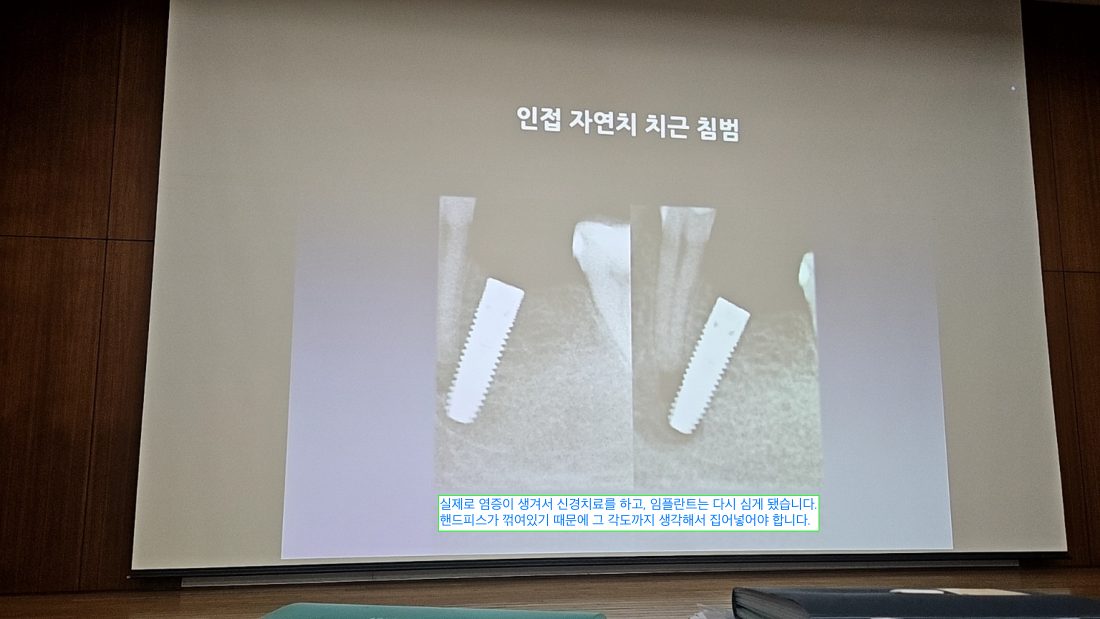 인접 자연치 치근 침범
실제로 염증이 생겨서 신경치료를 하고, 임플란트는 다시 심게 됐습니다.
핸드피스가 꺾여있기 때문에 그 각도까지 생각해서 집어넣어야 합니다.